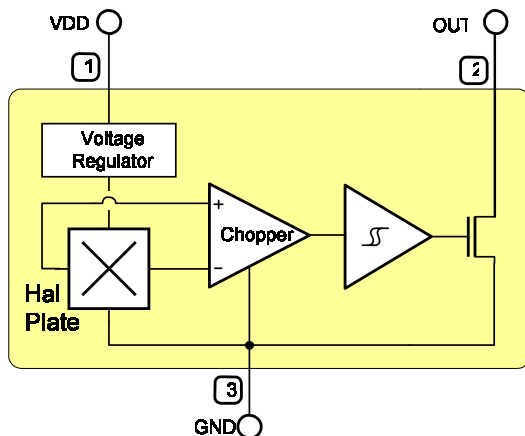 VDD
OUT
1
2
Voltage
Regulator
+
Chopper
−
Hal
Plate
3
GND